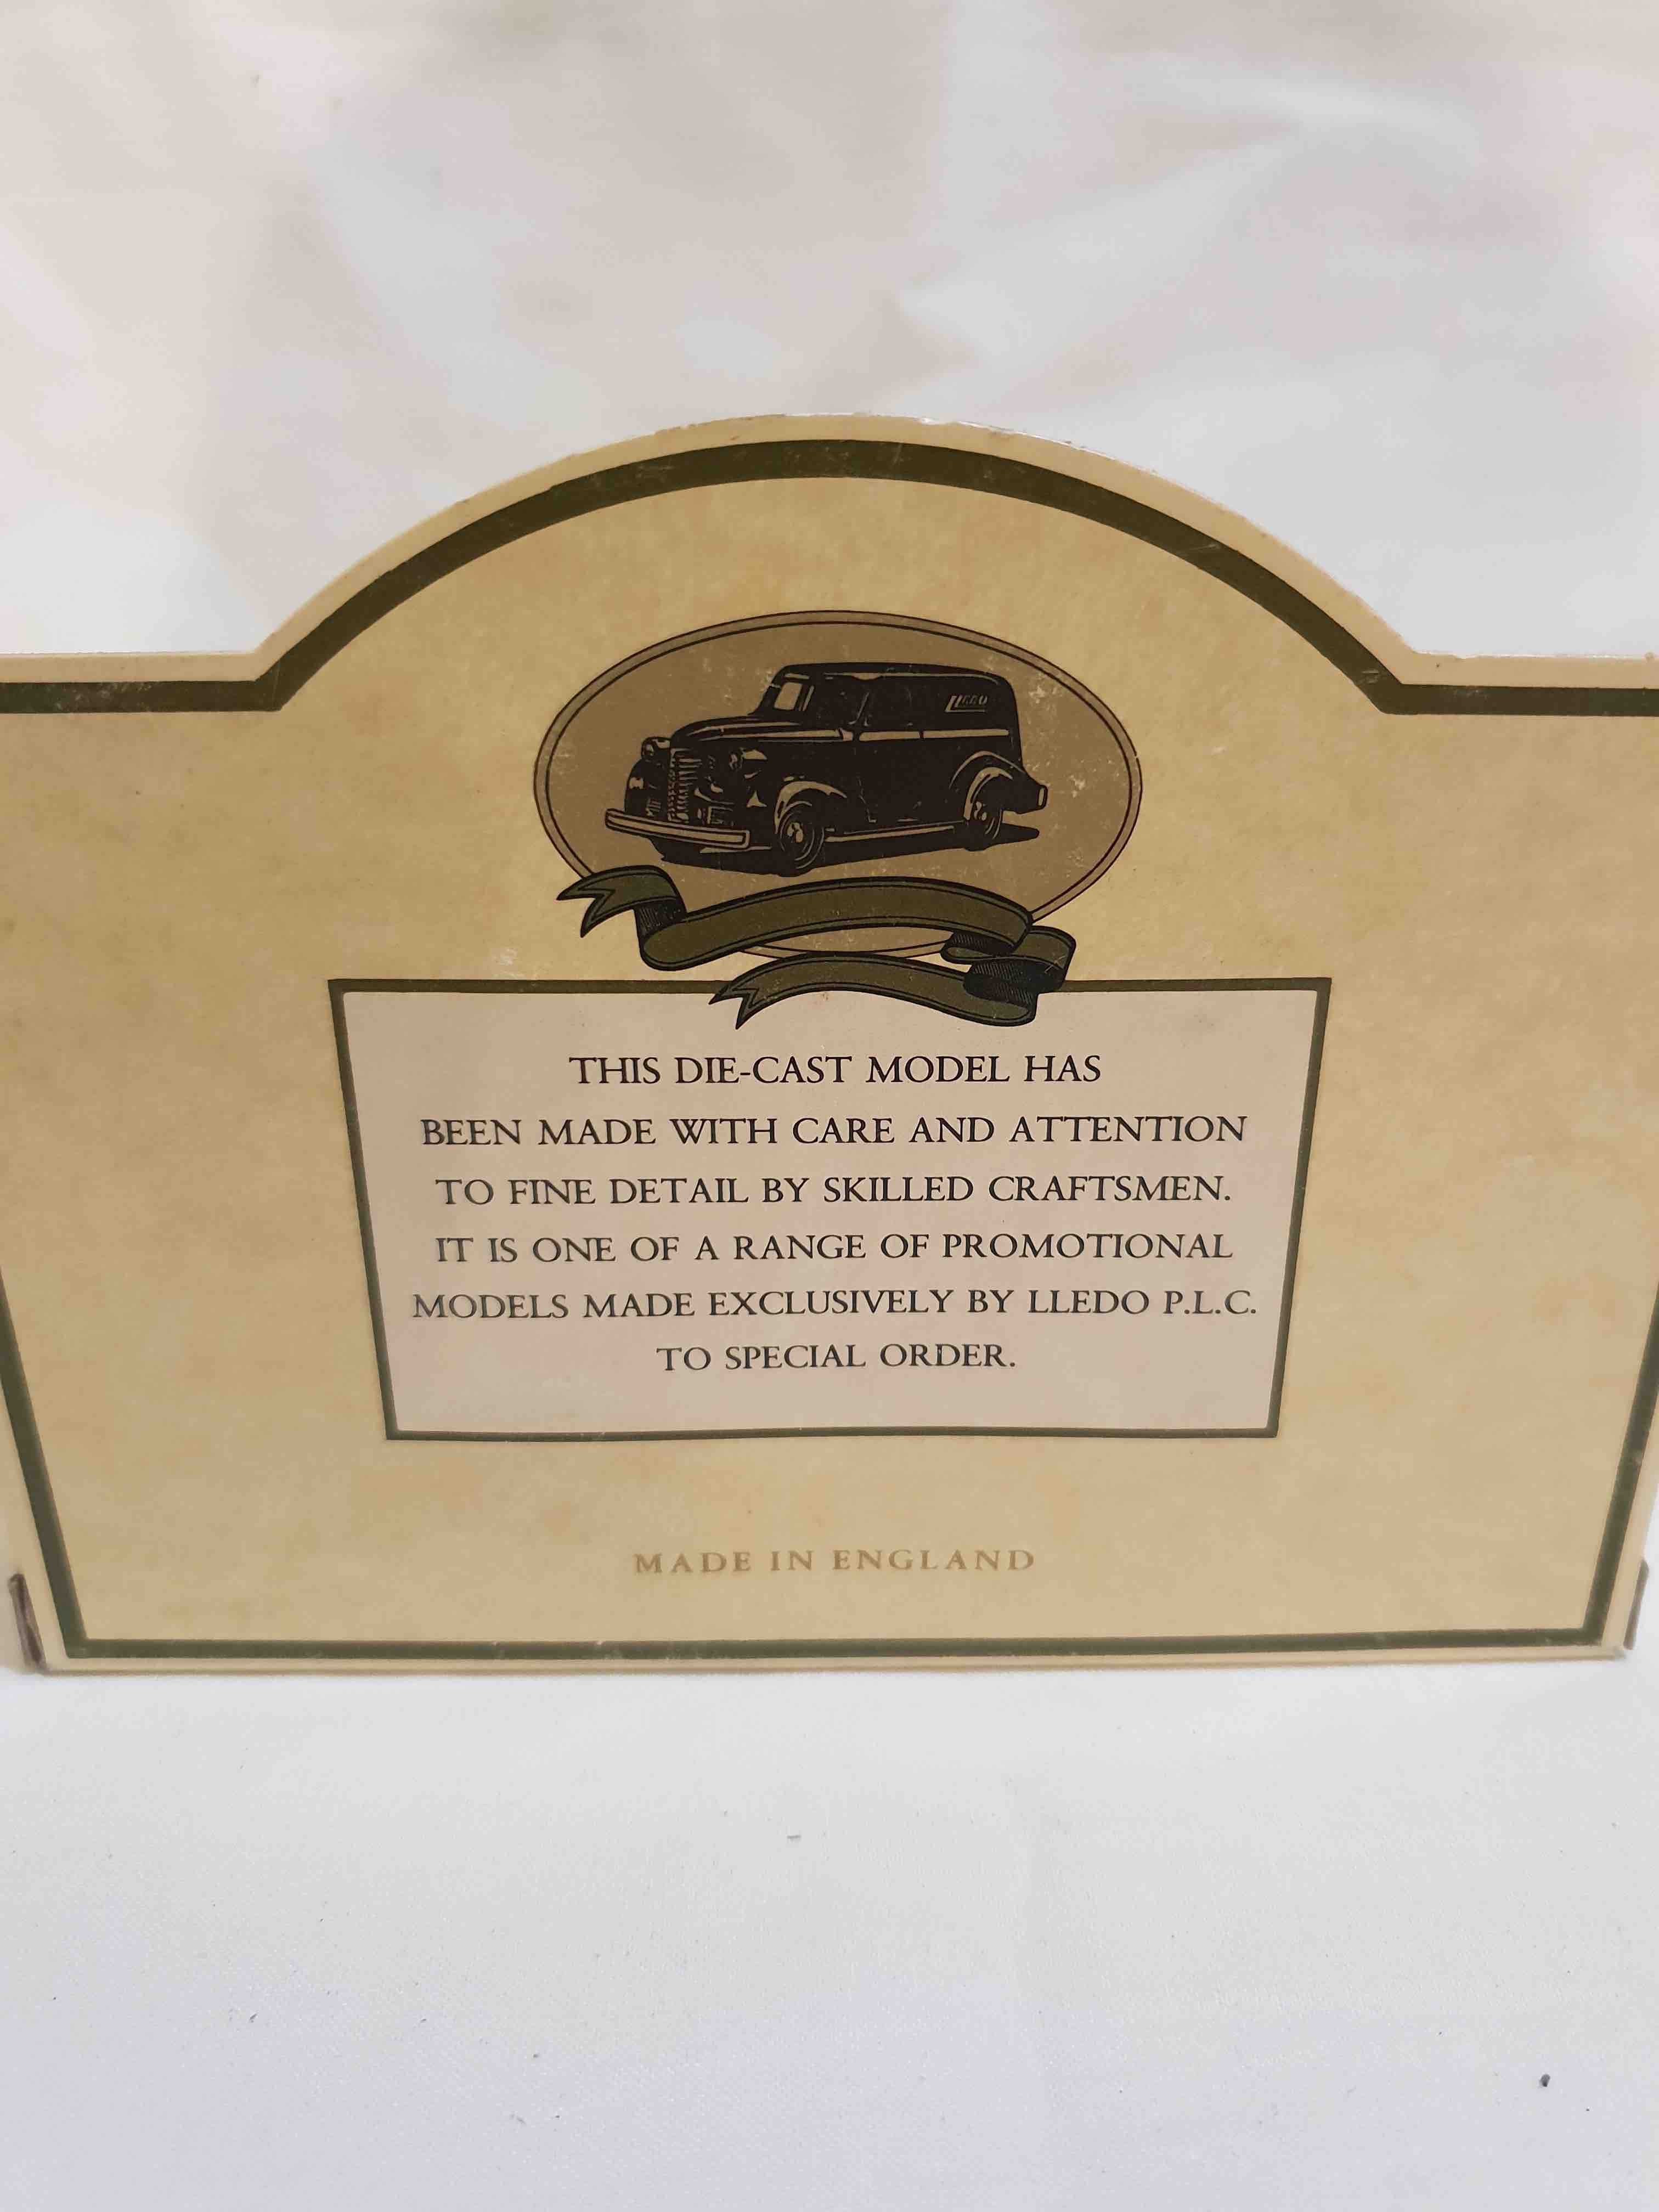 LLEDO
THIS DIE-CAST MODEL HAS
BEEN MADE WITH CARE AND ATTENTION
TO FINE DETAIL BY SKILLED CRAFTSMEN.
IT IS ONE OF A RANGE OF PROMOTIONAL
MODELS MADE EXCLUSIVELY BY LLEDO P.L.C.
TO SPECIAL ORDER.
MADE IN ENGLAND